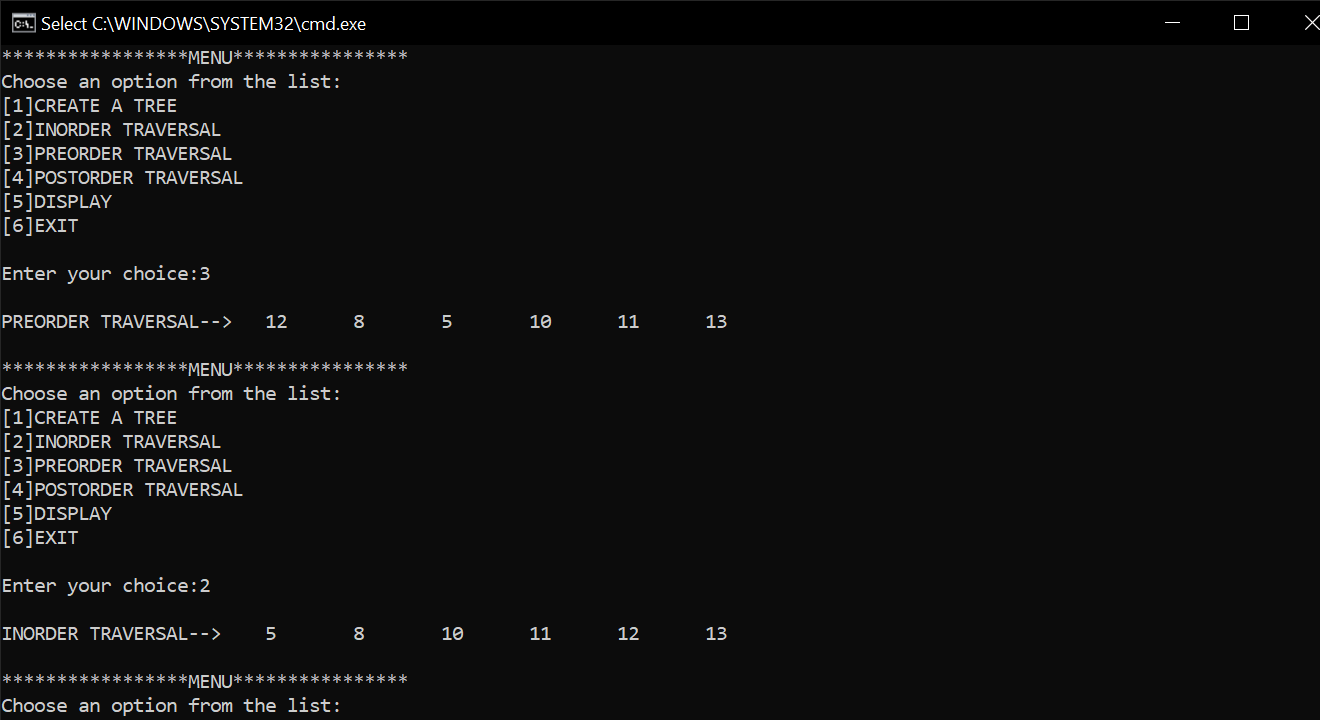 Select C:\WINDOWS\SYSTEM32\cmd.exe
*****************MENU****************
Choose an option from the list:
[1]CREATE A TREE
[2]INORDER TRAVERSAL
[3]PREORDER TRAVERSAL
[4]POSTORDER TRAVERSAL
[5]DISPLAY
[6]EXIT
Enter your choice:3
PREORDER TRAVERSAL-->   12      8       5       10      11      13
*****************MENU****************
Choose an option from the list:
[1]CREATE A TREE
[2]INORDER TRAVERSAL
[3]PREORDER TRAVERSAL
[4]POSTORDER TRAVERSAL
[5]DISPLAY
[6]EXIT
Enter your choice:2
INORDER TRAVERSAL-->    5       8       10      11      12      13
*****************MENU****************
Choose an option from the list: